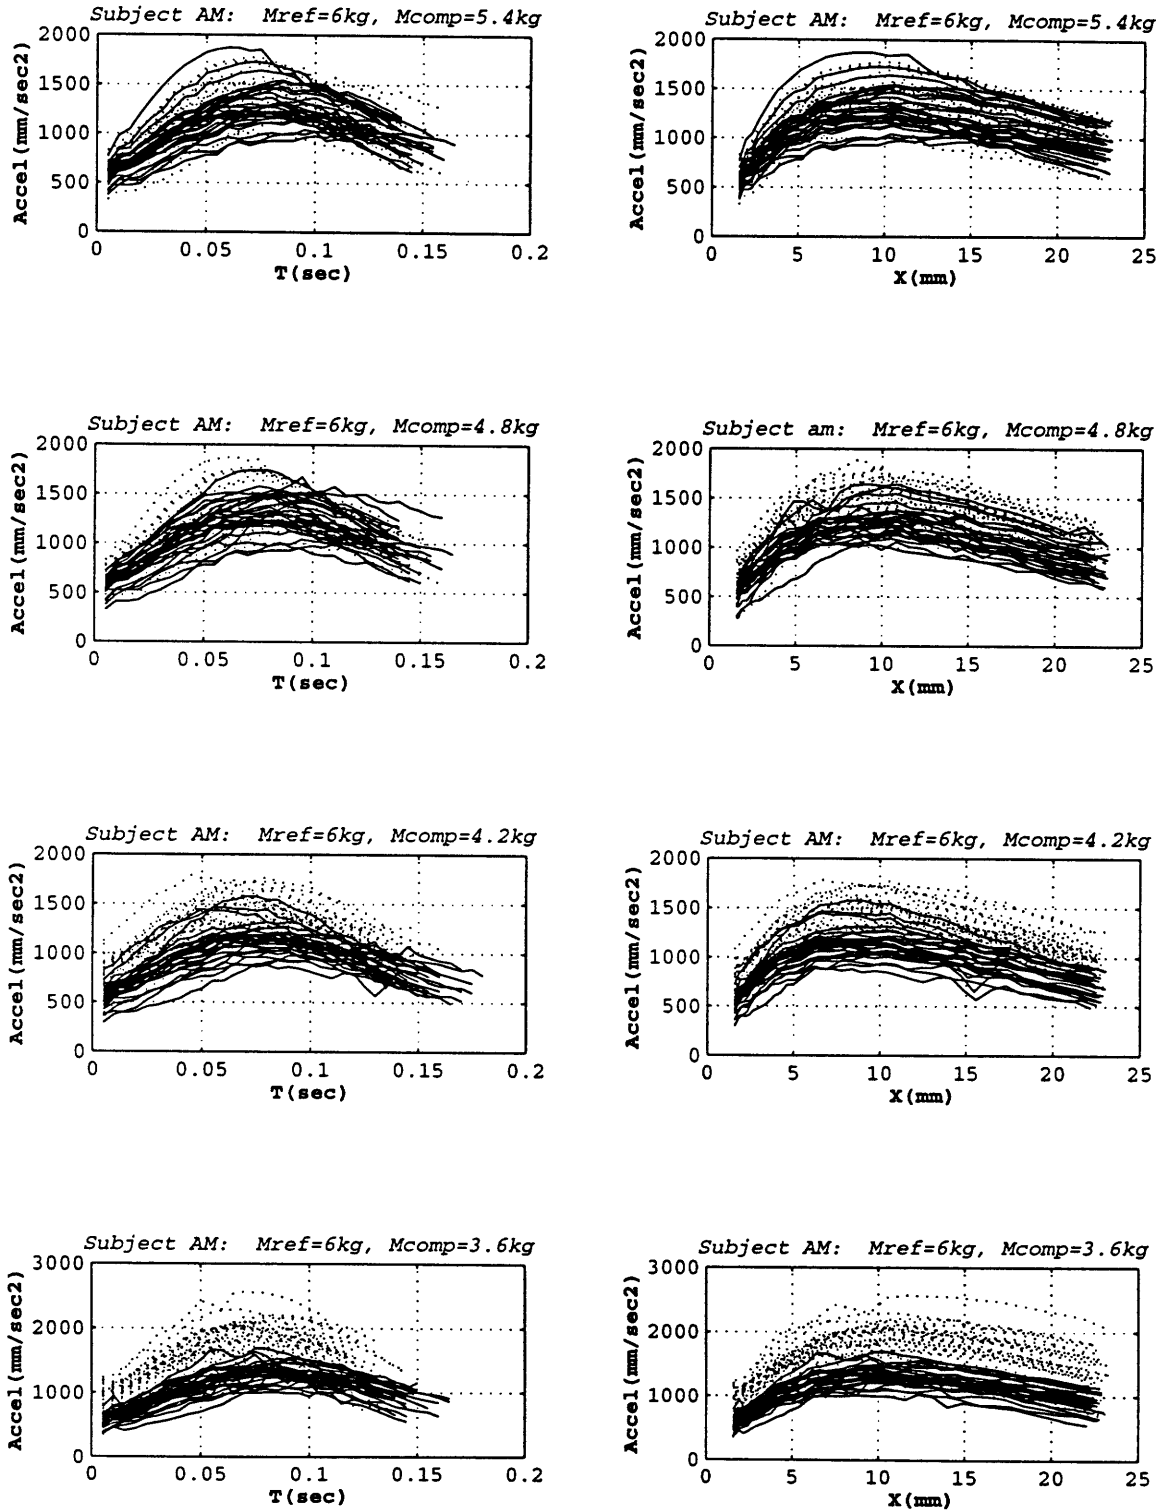 Subject AM: Mref=6kg, Mcomp=5.4kg
Accel(mm/sec2)
2000
1500
1000
500
0
0 0.05 0.1 0.15 0.2
T(sec)
Subject AM: Mref=6kg, Mcomp=5.4kg
Accel(mm/sec2)
2000
1500
1000
500
0
0 5 10 15 20 25
X(mm)
Subject AM: Mref=6kg, Mcomp=4.8kg
Accel(mm/sec2)
2000
1500
1000
500
0
0 0.05 0.1 0.15 0.2
T(sec)
Subject am: Mref=6kg, Mcomp=4.8kg
Accel(mm/sec2)
2000
1500
1000
500
0
0 5 10 15 20 25
X(mm)
Subject AM: Mref=6kg, Mcomp=4.2kg
Accel(mm/sec2)
2000
1500
1000
500
0
0 0.05 0.1 0.15 0.2
T(sec)
Subject AM: Mref=6kg, Mcomp=4.2kg
Accel(mm/sec2)
2000
1500
1000
500
0
0 5 10 15 20 25
X(mm)
Subject AM: Mref=6kg, Mcomp=3.6kg
Accel(mm/sec2)
3000
2000
1000
0
0 0.05 0.1 0.15 0.2
T(sec)
Subject AM: Mref=6kg, Mcomp=3.6kg
Accel(mm/sec2)
3000
2000
1000
0
0 5 10 15 20 25
X(mm)